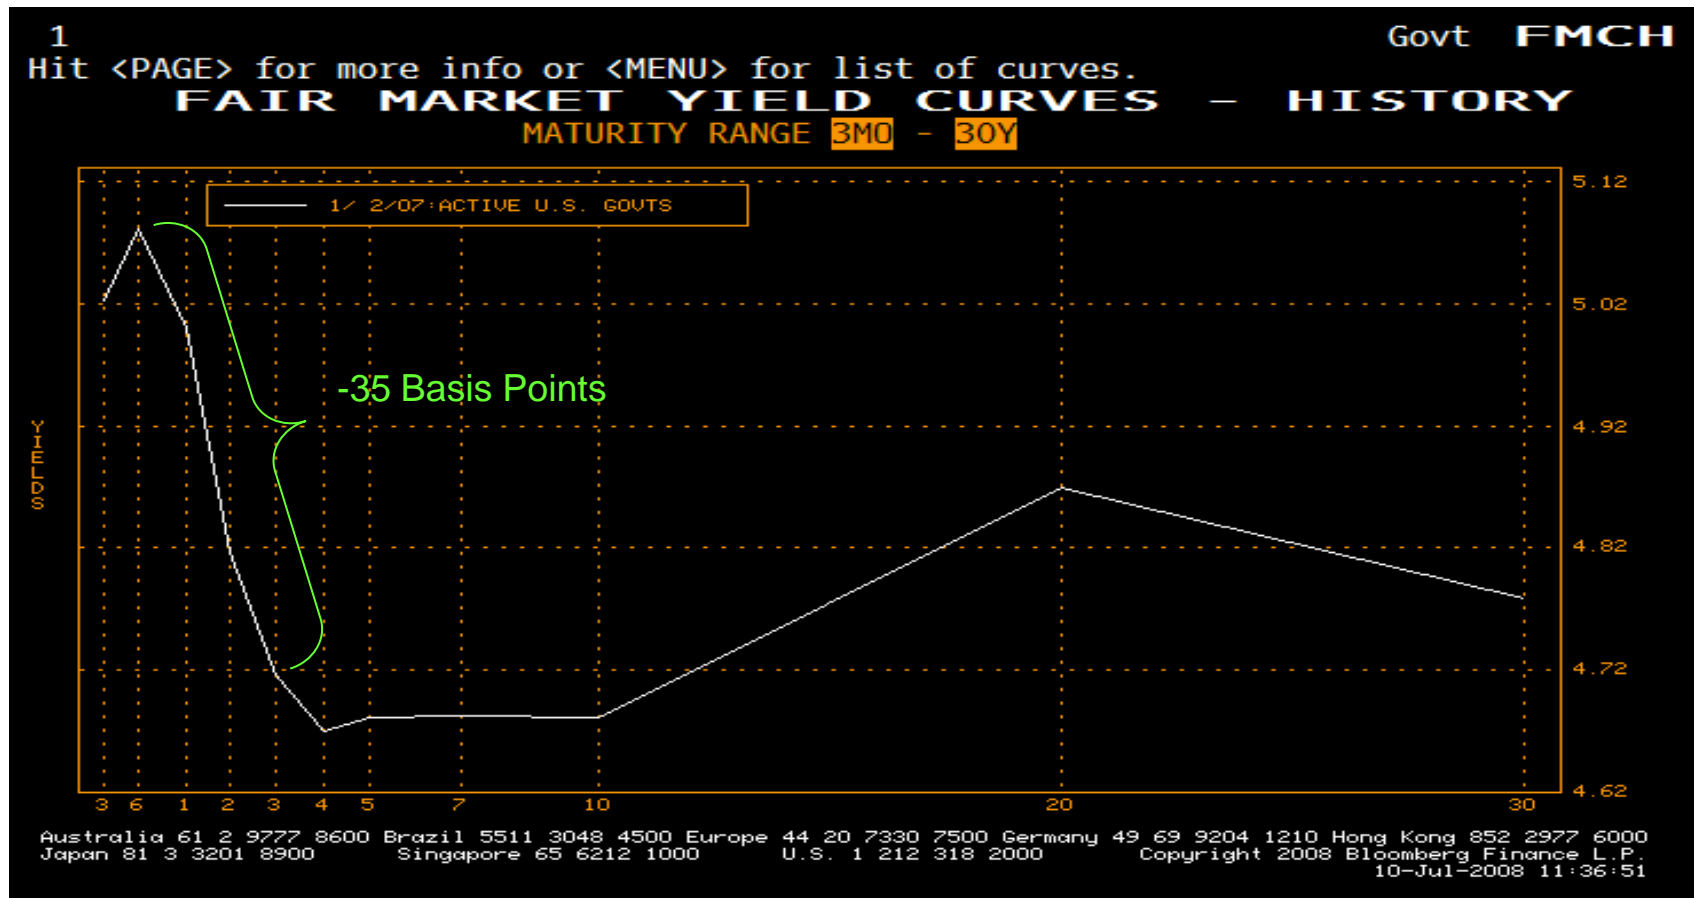 1 Govt FMCH
Hit <PAGE> for more info or <MENU> for list of curves.
FAIR MARKET YIELD CURVES - HISTORY
MATURITY RANGE 3MO - 30Y
1/ 2/07:ACTIVE U.S. GOVTS
5.12
5.02
-35 Basis Points
4.92
YIELDS
4.82
4.72
4.62
3 6 1 2 3 4 5 7 10 20 30
Australia 61 2 9777 8600 Brazil 5511 3048 4500 Europe 44 20 7330 7500 Germany 49 69 9204 1210 Hong Kong 852 2977 6000
Japan 81 3 3201 8900 Singapore 65 6212 1000 U.S. 1 212 318 2000 Copyright 2008 Bloomberg Finance L.P.
10-Jul-2008 11:36:51